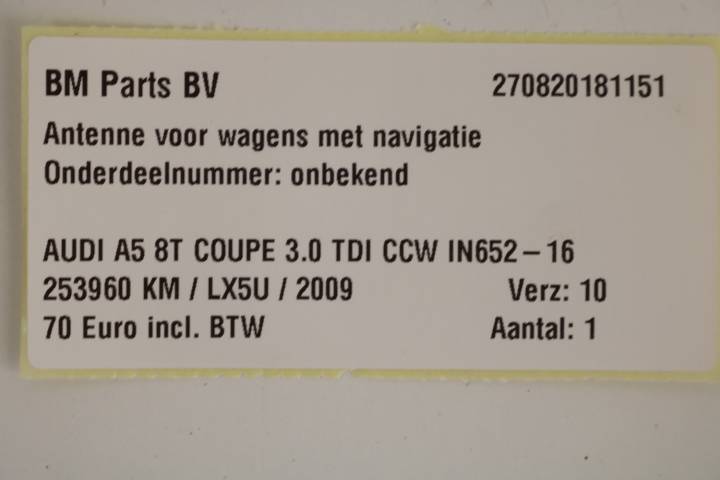 BM Parts BV 270820181151
Antenne voor wagens met navigatie
Onderdeelnummer: onbekend
AUDI A5 8T COUPE 3.0 TDI CCW IN652-16
253960 KM / LX5U / 2009 Verz: 10
70 Euro incl. BTW Aantal: 1